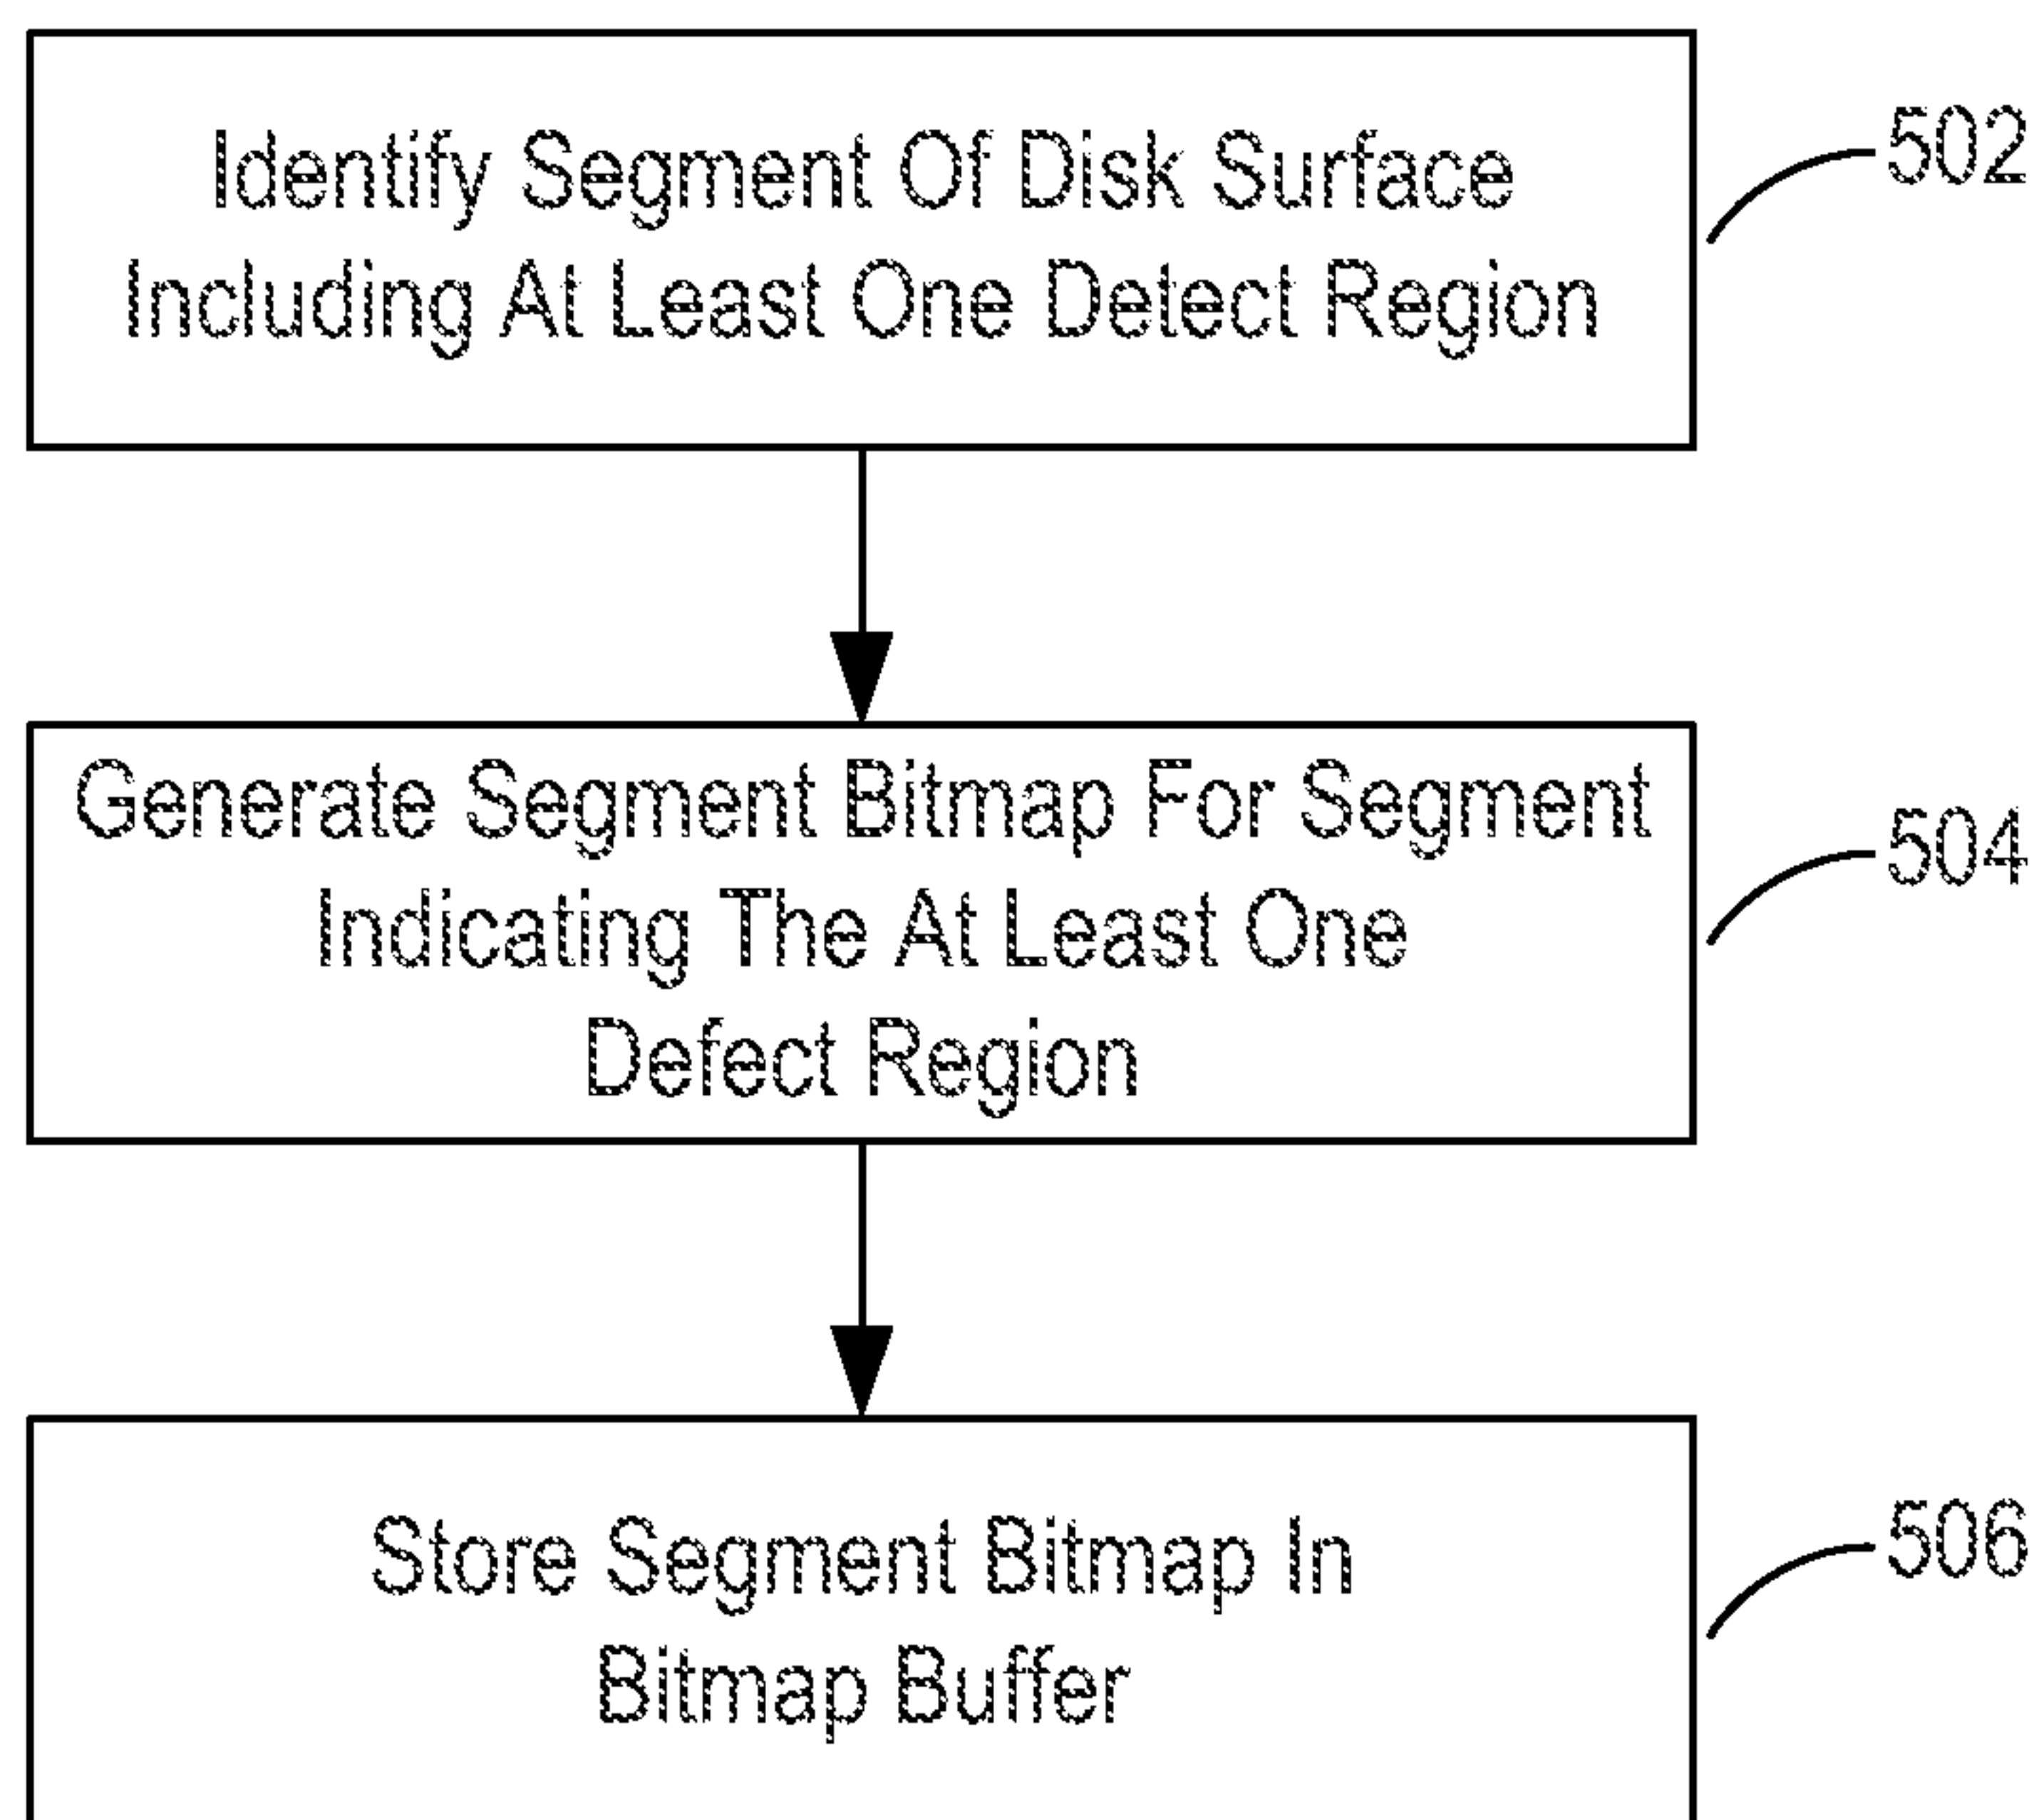 Identify Segment Of Disk Surface
Including At Least One Detect Region
502
Generate Segment Bitmap For Segment
Indicating The At Least One
Defect Region
504
Store Segment Bitmap In
Bitmap Buffer
506